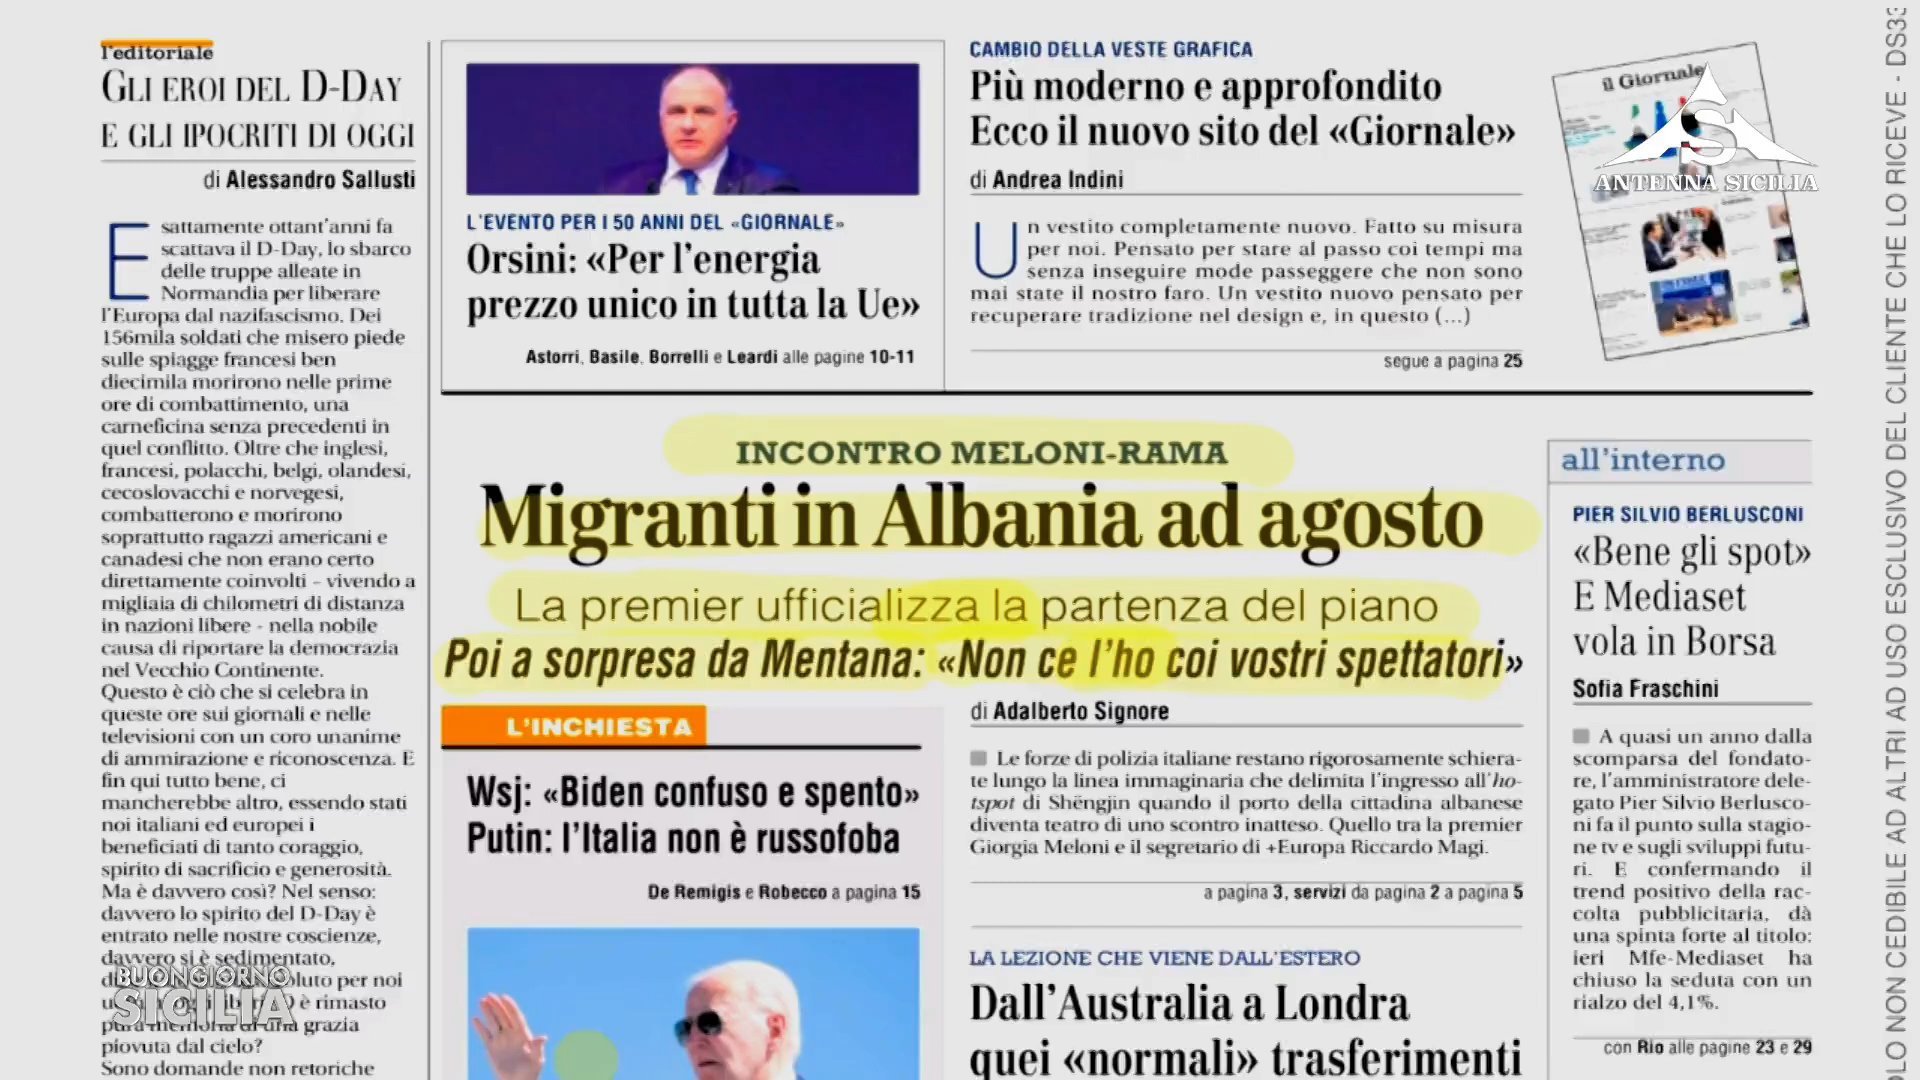 l'editoriale
GLI EROI DEL D-DAY
E GLI IPOCRITI DI OGGI
di Alessandro Sallusti
Esattamente ottant'anni fa
scattava il D-Day, lo sbarco
delle truppe alleate in
Normandia per liberare
l'Europa dal nazifascismo. Dei
156mila soldati che misero piede
sulle spiagge francesi ben
diecimila morirono nelle prime
ore di combattimento, una
carneficina senza precedenti in
quel conflitto. Oltre che inglesi,
francesi, polacchi, belgi, olandesi,
cecoslovacchi e norvegesi,
combatterono e morirono
soprattutto ragazzi americani e
canadesi che non erano certo
direttamente coinvolti - vivendo a
migliaia di chilometri di distanza
in nazioni libere - nella nobile
causa di riportare la democrazia
nel Vecchio Continente.
Questo è ciò che si celebra in
queste ore sui giornali e nelle
televisioni con un coro unanime
di ammirazione e riconoscenza. E
fin qui tutto bene, ci
mancherebbe altro, essendo stati
noi italiani ed europei i
beneficiati di tanto coraggio,
spirito di sacrificio e generosità.
Ma è davvero così? Nel senso:
davvero lo spirito del D-Day è
entrato nelle nostre coscienze,
davvero si è sedimentato,
oluto per noi
è rimasto
pura memoria di una grazia
piovuta dal cielo?
Sono domande non retoriche
L'EVENTO PER I 50 ANNI DEL «GIORNALE»
Orsini: «Per l'energia
prezzo unico in tutta la Ue»
Astorri, Basile, Borrelli e Leardi alle pagine 10-11
CAMBIO DELLA VESTE GRAFICA
Più moderno e approfondito
Ecco il nuovo sito del «Giornale»
di Andrea Indini
Un vestito completamente nuovo. Fatto su misura
per noi. Pensato per stare al passo coi tempi ma
senza inseguire mode passeggere che non sono
mai state il nostro faro. Un vestito nuovo pensato per
recuperare tradizione nel design e, in questo (...)
segue a pagina 25
il Giornale
ANTENNA SICILIA
INCONTRO MELONI-RAMA
Migranti in Albania ad agosto
La premier ufficializza la partenza del piano
Poi a sorpresa da Mentana: «Non ce l'ho coi vostri spettatori»
di Adalberto Signore
Le forze di polizia italiane restano rigorosamente schiera-
te lungo la linea immaginaria che delimita l'ingresso all'ho-
tspot di Shëngjin quando il porto della cittadina albanese
diventa teatro di uno scontro inatteso. Quello tra la premier
Giorgia Meloni e il segretario di +Europa Riccardo Magi.
a pagina 3, servizi da pagina 2 a pagina 5
L'INCHIESTA
Wsj: «Biden confuso e spento»
Putin: l'Italia non è russofoba
De Remigis e Robecco a pagina 15
LA LEZIONE CHE VIENE DALL'ESTERO
Dall'Australia a Londra
quei «normali» trasferimenti
all'interno
PIER SILVIO BERLUSCONI
«Bene gli spot»
E Mediaset
vola in Borsa
Sofia Fraschini
A quasi un anno dalla
scomparsa del fondato-
re, l'amministratore dele-
gato Pier Silvio Berlusco-
ni fa il punto sulla stagio-
ne tv e sugli sviluppi futu-
ri. E confermando il
trend positivo della rac-
colta pubblicitaria, dà
una spinta forte al titolo:
ieri Mfe-Mediaset ha
chiuso la seduta con un
rialzo del 4,1%.
con Rio alle pagine 23 e 29
OLO NON CEDIBILE AD ALTRI AD USO ESCLUSIVO DEL CLIENTE CHE LO RICEVE - DS33
BUONGIORNO
SICILIA